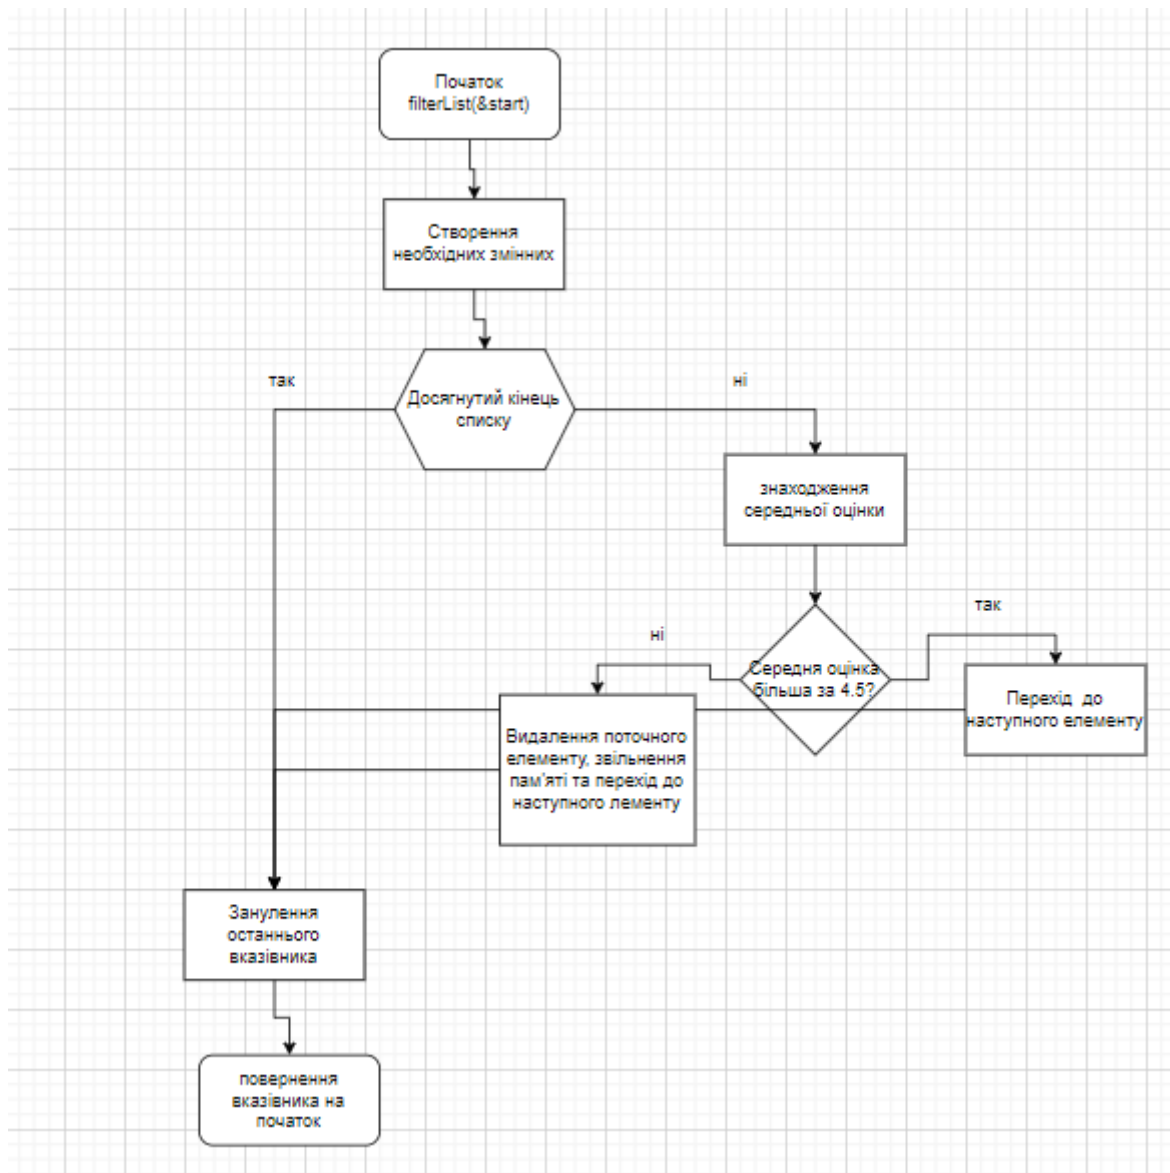 Початок
filterList(&start)
Створення
необхідних змінних
так
ні
Досягнутий кінець
списку
знаходження
середньої оцінки
так
ні
Середня оцінка
більша за 4.5?
Перехід до
наступного елементу
Видалення поточного
елементу, звільнення
пам'яті та перехід до
наступного лементу
Занулення
останнього
вказівника
повернення
вказівника на
початок